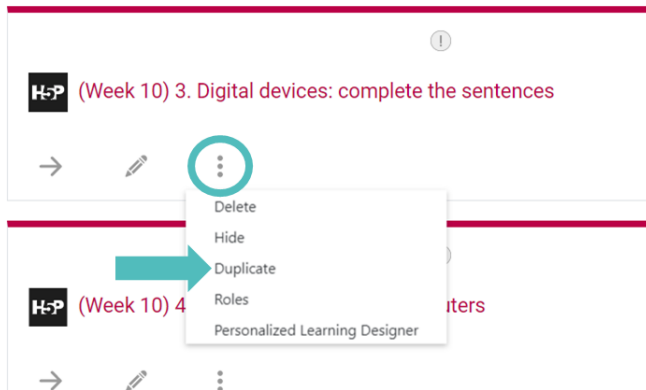 H5P (Week 10) 3. Digital devices: complete the sentences
Delete
Hide
Duplicate
Roles
Personalized Learning Designer
H5P (Week 10) 4